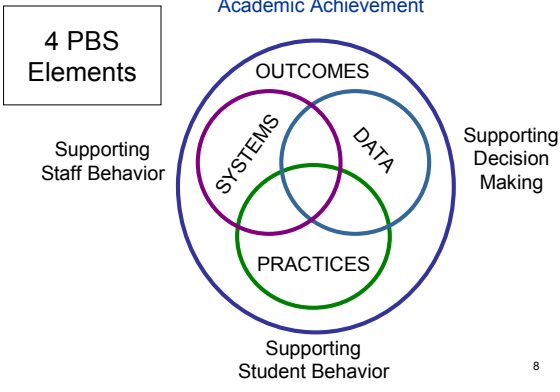 Academic Achievement
4 PBS
Elements
OUTCOMES
SYSTEMS
DATA
Supporting
Staff Behavior
Supporting
Decision
Making
PRACTICES
Supporting
Student Behavior
8